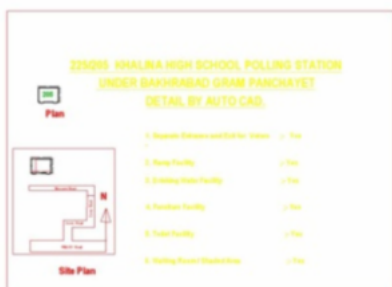 225/205 KHALINA HIGH SCHOOL POLLING STATION
UNDER BAKHRABAD GRAM PANCHAYET
DETAIL BY AUTO CAD.
Plan
1. Separate Entrance and Exit for Voters :- Yes
2. Ramp Facility :- Yes
3. Drinking Water Facility :- Yes
4. Furniture Facility :- Yes
5. Toilet Facility :- Yes
6. Waiting Shaded Area :- Yes
N
Site Plan